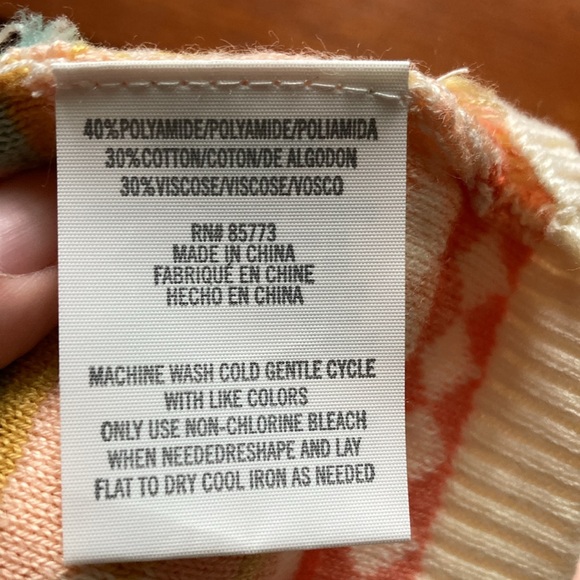 40%POLYAMIDE/POLYAMIDE/POLIAMIDA
30%COTTON/COTON/DE ALGODON
30%VISCOSE/VISCOSE/VOSCO
RN# 85773
MADE IN CHINA
FABRIQUÉ EN CHINE
HECHO EN CHINA
MACHINE WASH COLD GENTLE CYCLE
WITH LIKE COLORS
ONLY USE NON-CHLORINE BLEACH
WHEN NEEDEDRESHAPE AND LAY
FLAT TO DRY COOL IRON AS NEEDED